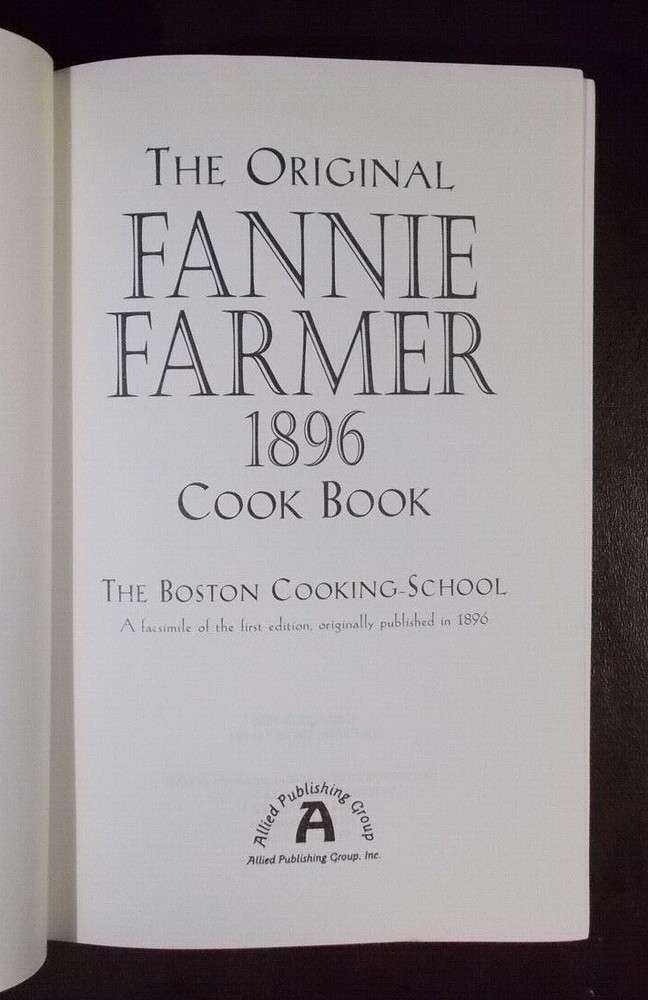 THE ORIGINAL
FANNIE
FARMER
1896
COOK BOOK
THE BOSTON COOKING-SCHOOL
A facsimile of the first edition, originally published in 1896
Allied Publishing Group
A
Allied Publishing Group, Inc.